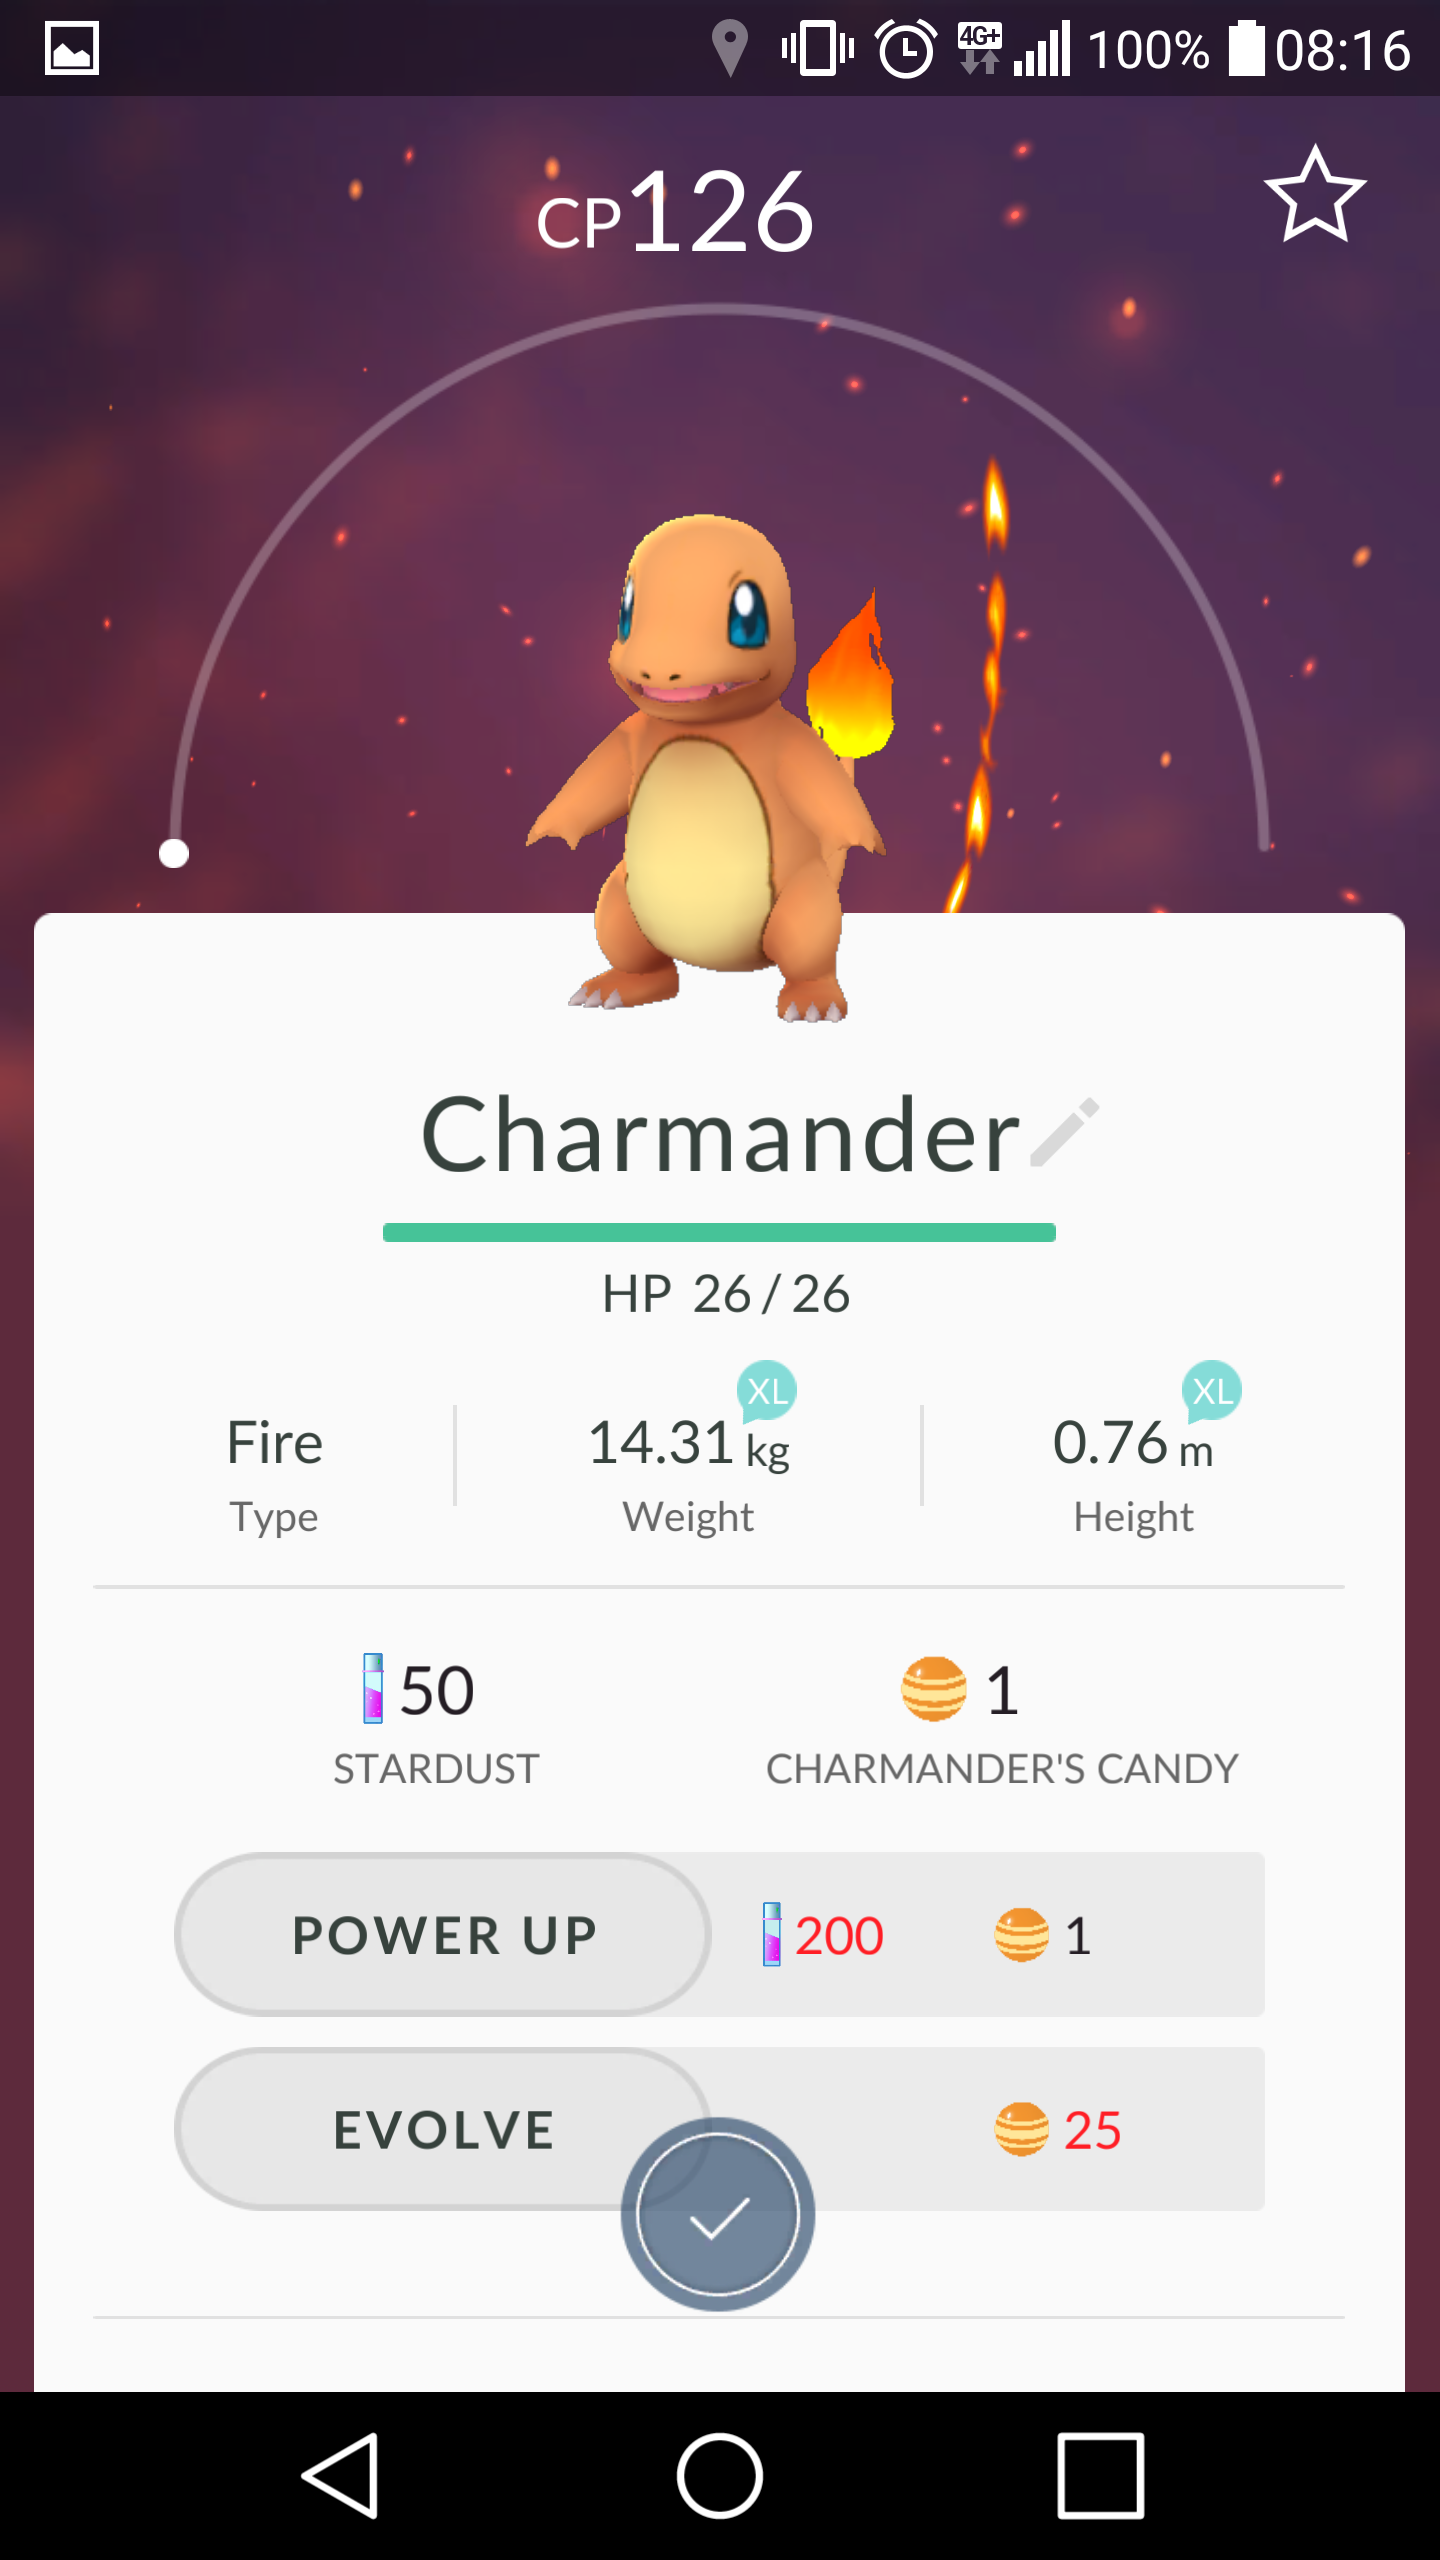 4G+ 100% 08:16
CP126
Charmander
HP 26 / 26
XL XL
Fire 14.31 kg 0.76 m
Type Weight Height
50 1
STARDUST CHARMANDER'S CANDY
POWER UP 200 1
EVOLVE 25